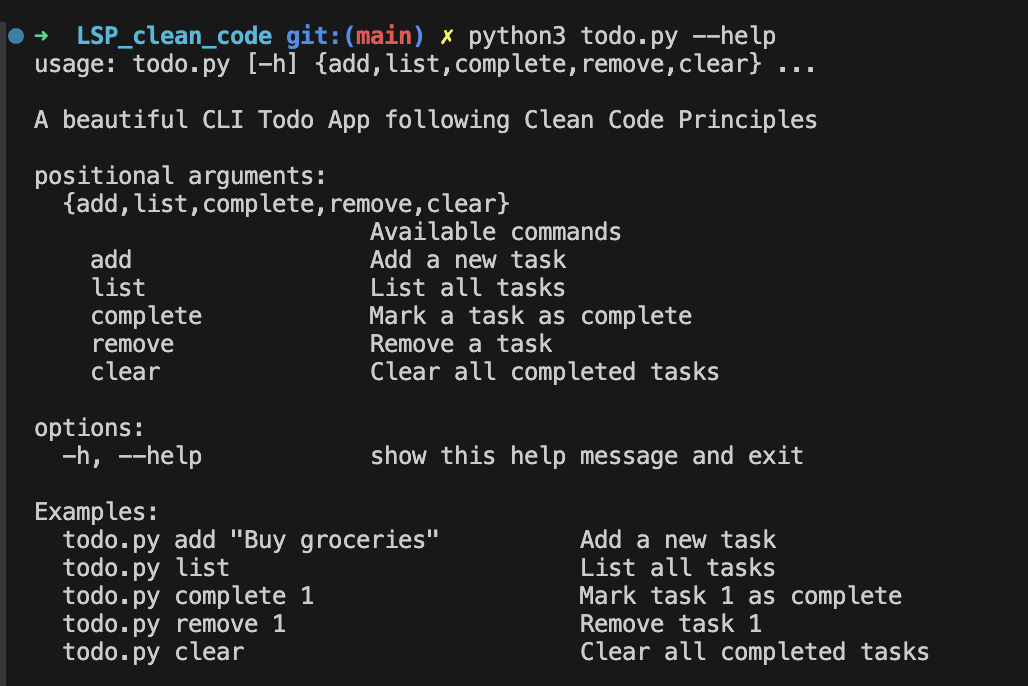 ➜  LSP_clean_code git:(main) ✗ python3 todo.py --help
usage: todo.py [-h] {add,list,complete,remove,clear} ...

A beautiful CLI Todo App following Clean Code Principles

positional arguments:
  {add,list,complete,remove,clear}
                        Available commands
    add                 Add a new task
    list                List all tasks
    complete            Mark a task as complete
    remove              Remove a task
    clear               Clear all completed tasks

options:
  -h, --help            show this help message and exit

Examples:
  todo.py add "Buy groceries"          Add a new task
  todo.py list                         List all tasks
  todo.py complete 1                   Mark task 1 as complete
  todo.py remove 1                     Remove task 1
  todo.py clear                        Clear all completed tasks